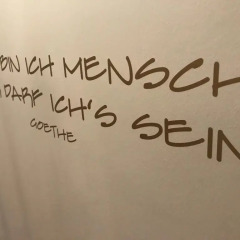 BIN ICH MENSCH
DARF ICH'S SEIN
GOETHE